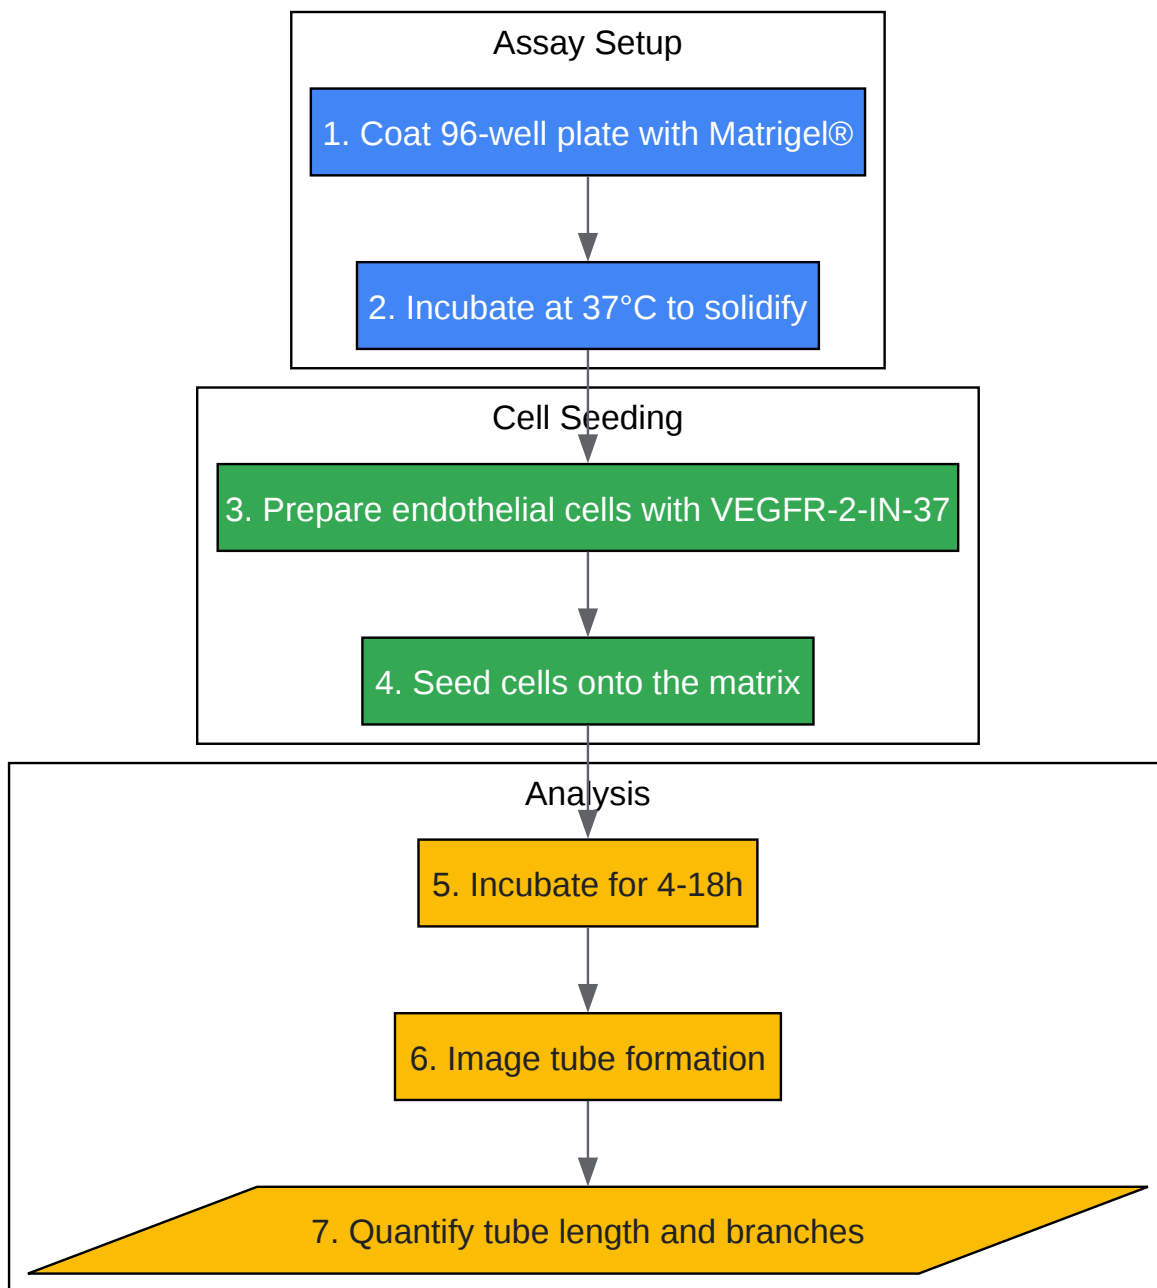 Assay Setup
1. Coat 96-well plate with Matrigel®
2. Incubate at 37°C to solidify
Cell Seeding
3. Prepare endothelial cells with VEGFR-2-IN-37
4. Seed cells onto the matrix
Analysis
5. Incubate for 4-18h
6. Image tube formation
7. Quantify tube length and branches